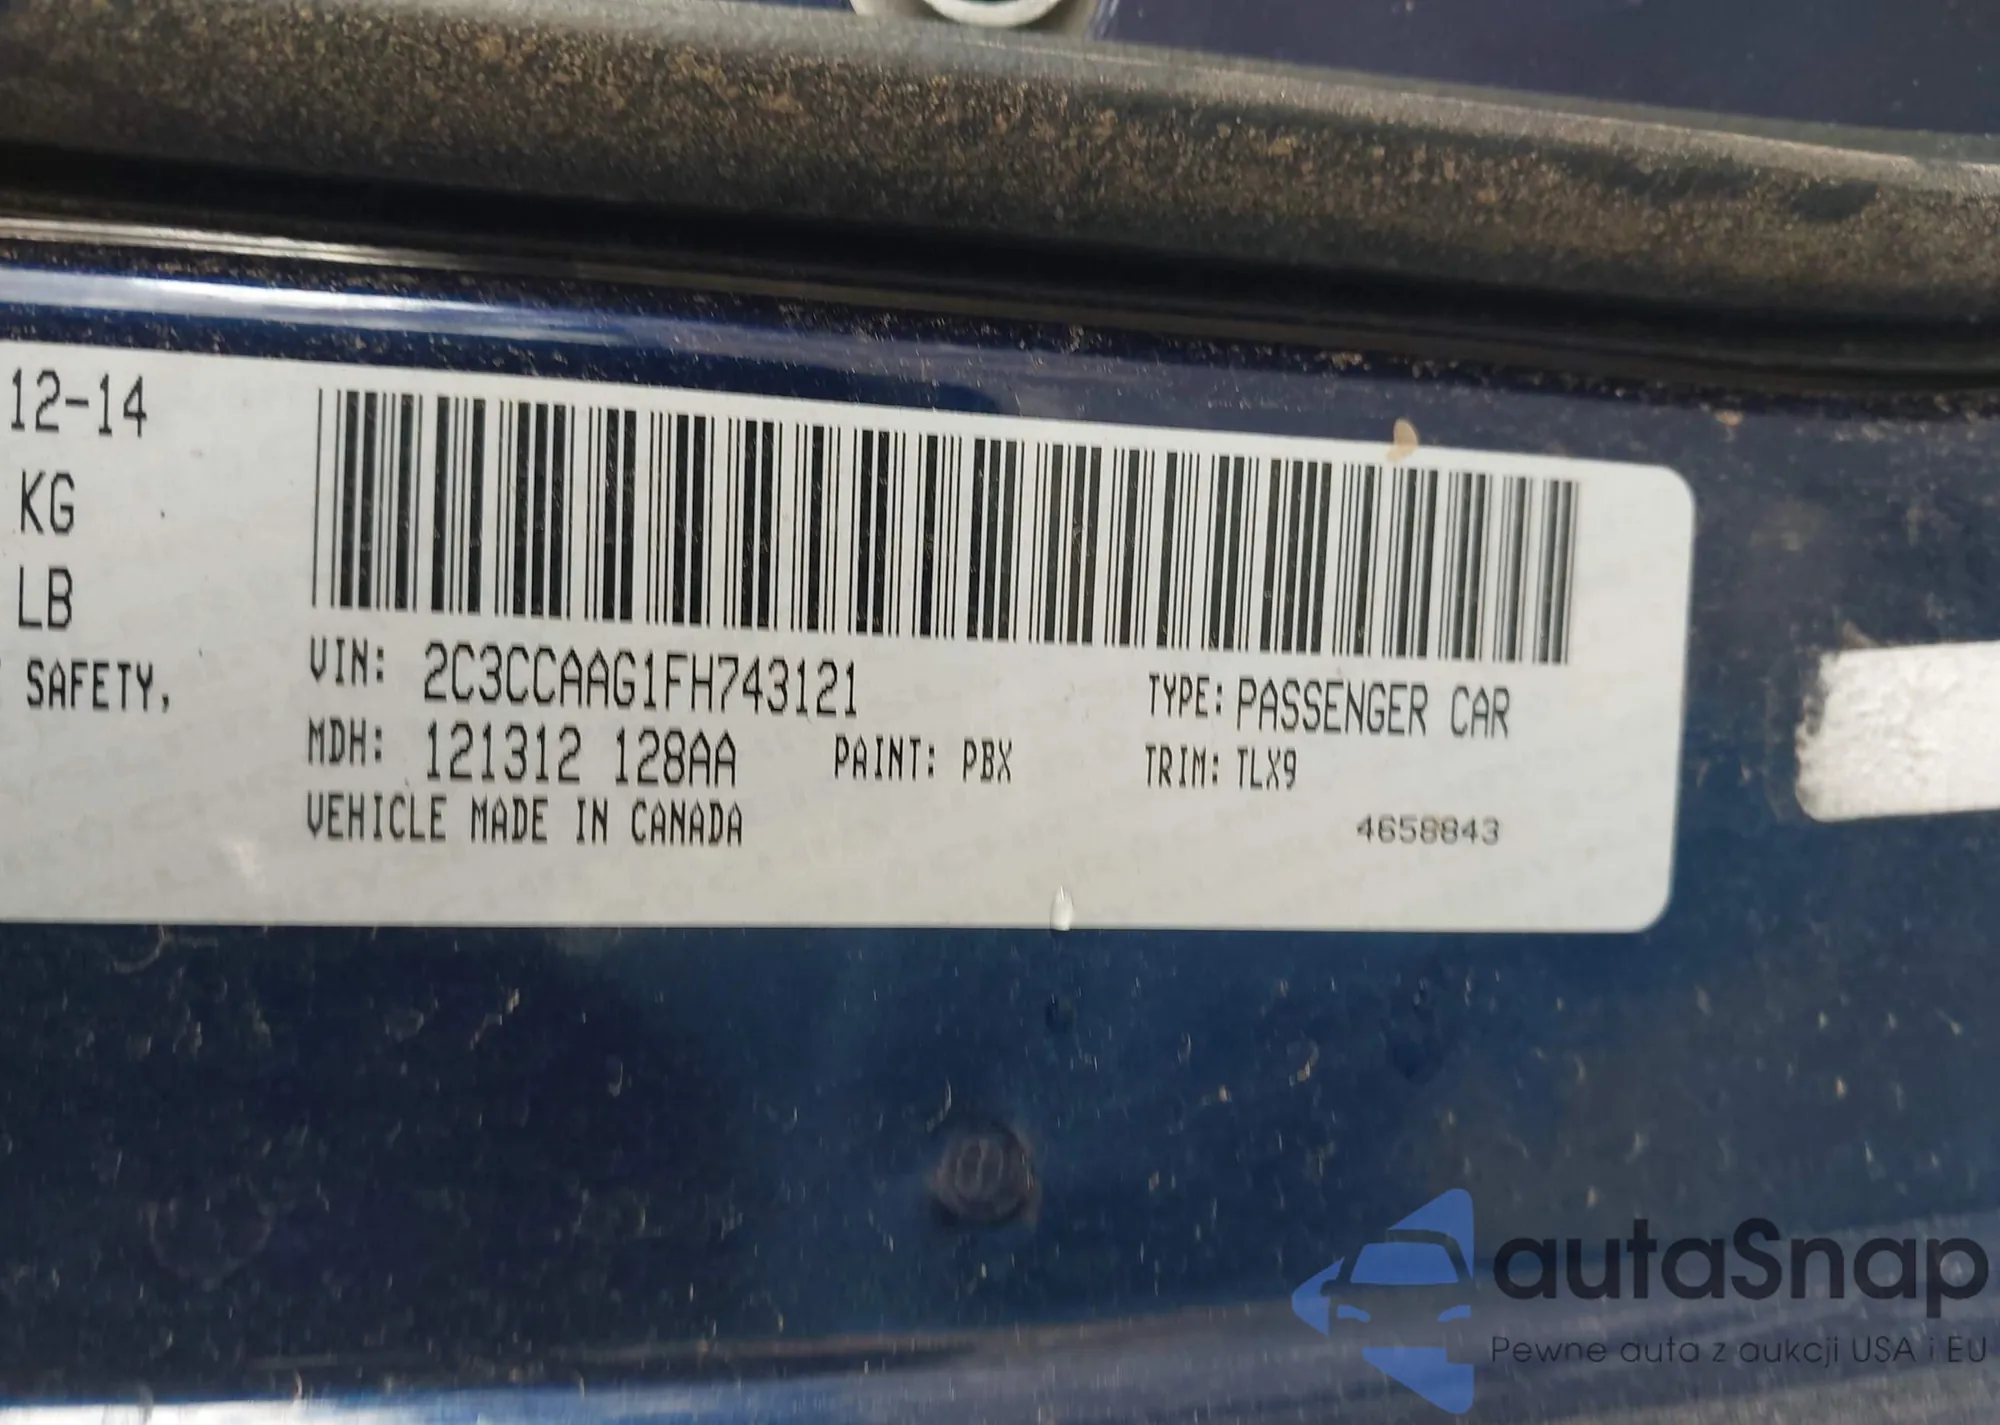 12-14
KG
LB
SAFETY,
VIN: 2C3CCAAG1FH743121
TYPE: PASSENGER CAR
MDH: 121312 128AA
PAINT: PBX
TRIM: TLX9
VEHICLE MADE IN CANADA
4658843
autaSnap
Pewne auta z aukcji USA i EU